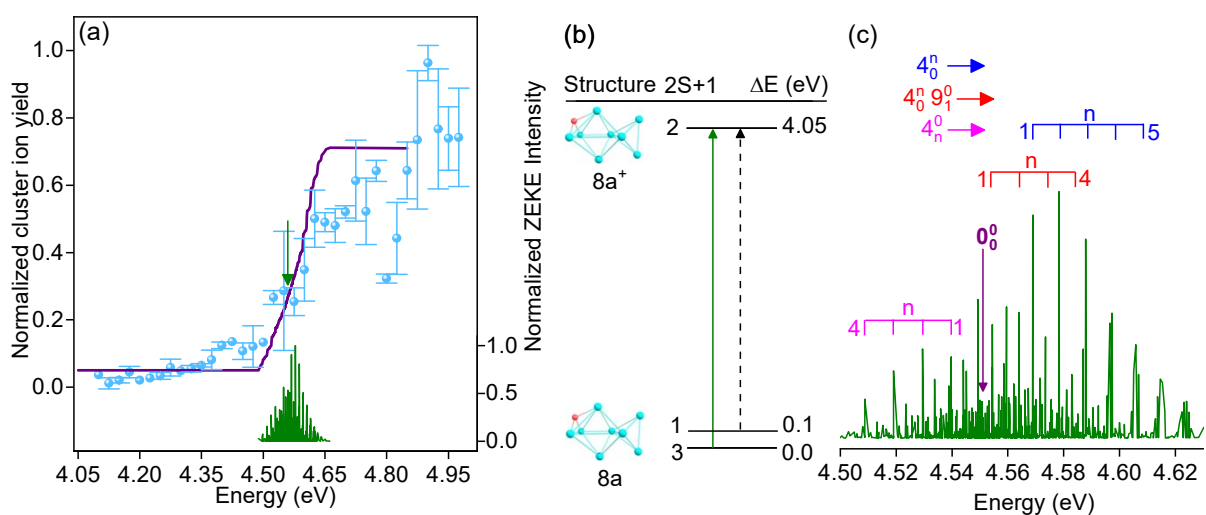 (a)
Normalized cluster ion yield
1.0
0.8
0.6
0.4
0.2
0.0
1.0
0.7
0.5
0.0
Normalized ZEKE Intensity
4.05 4.20 4.35 4.50 4.65 4.80 4.95
Energy (eV)
(b)
Structure 2S+1 ΔE (eV)
2 4.05
8a⁺
1 0.1
3 0.0
8a
(c)
4₀ⁿ
4₀ⁿ 9₁⁰
4ₙ⁰
1 n 5
1 n 4
0₀⁰
4 n 1
4.50 4.52 4.54 4.56 4.58 4.60 4.62
Energy (eV)